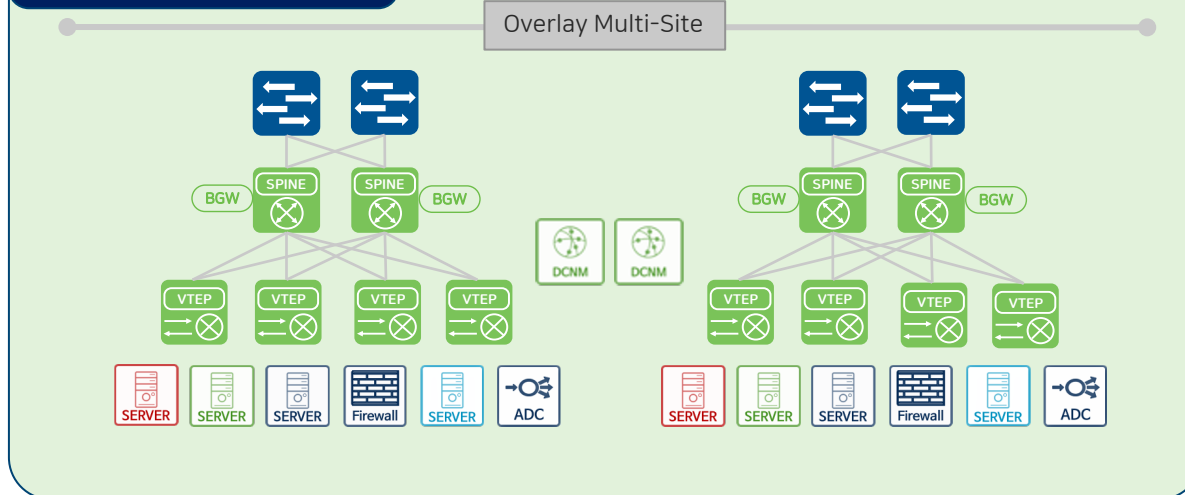 Overlay Multi-Site
SPINE SPINE SPINE SPINE
BGW BGW BGW BGW
DCNM DCNM
VTEP VTEP VTEP VTEP VTEP VTEP VTEP VTEP
SERVER SERVER SERVER Firewall SERVER ADC SERVER SERVER SERVER Firewall SERVER ADC